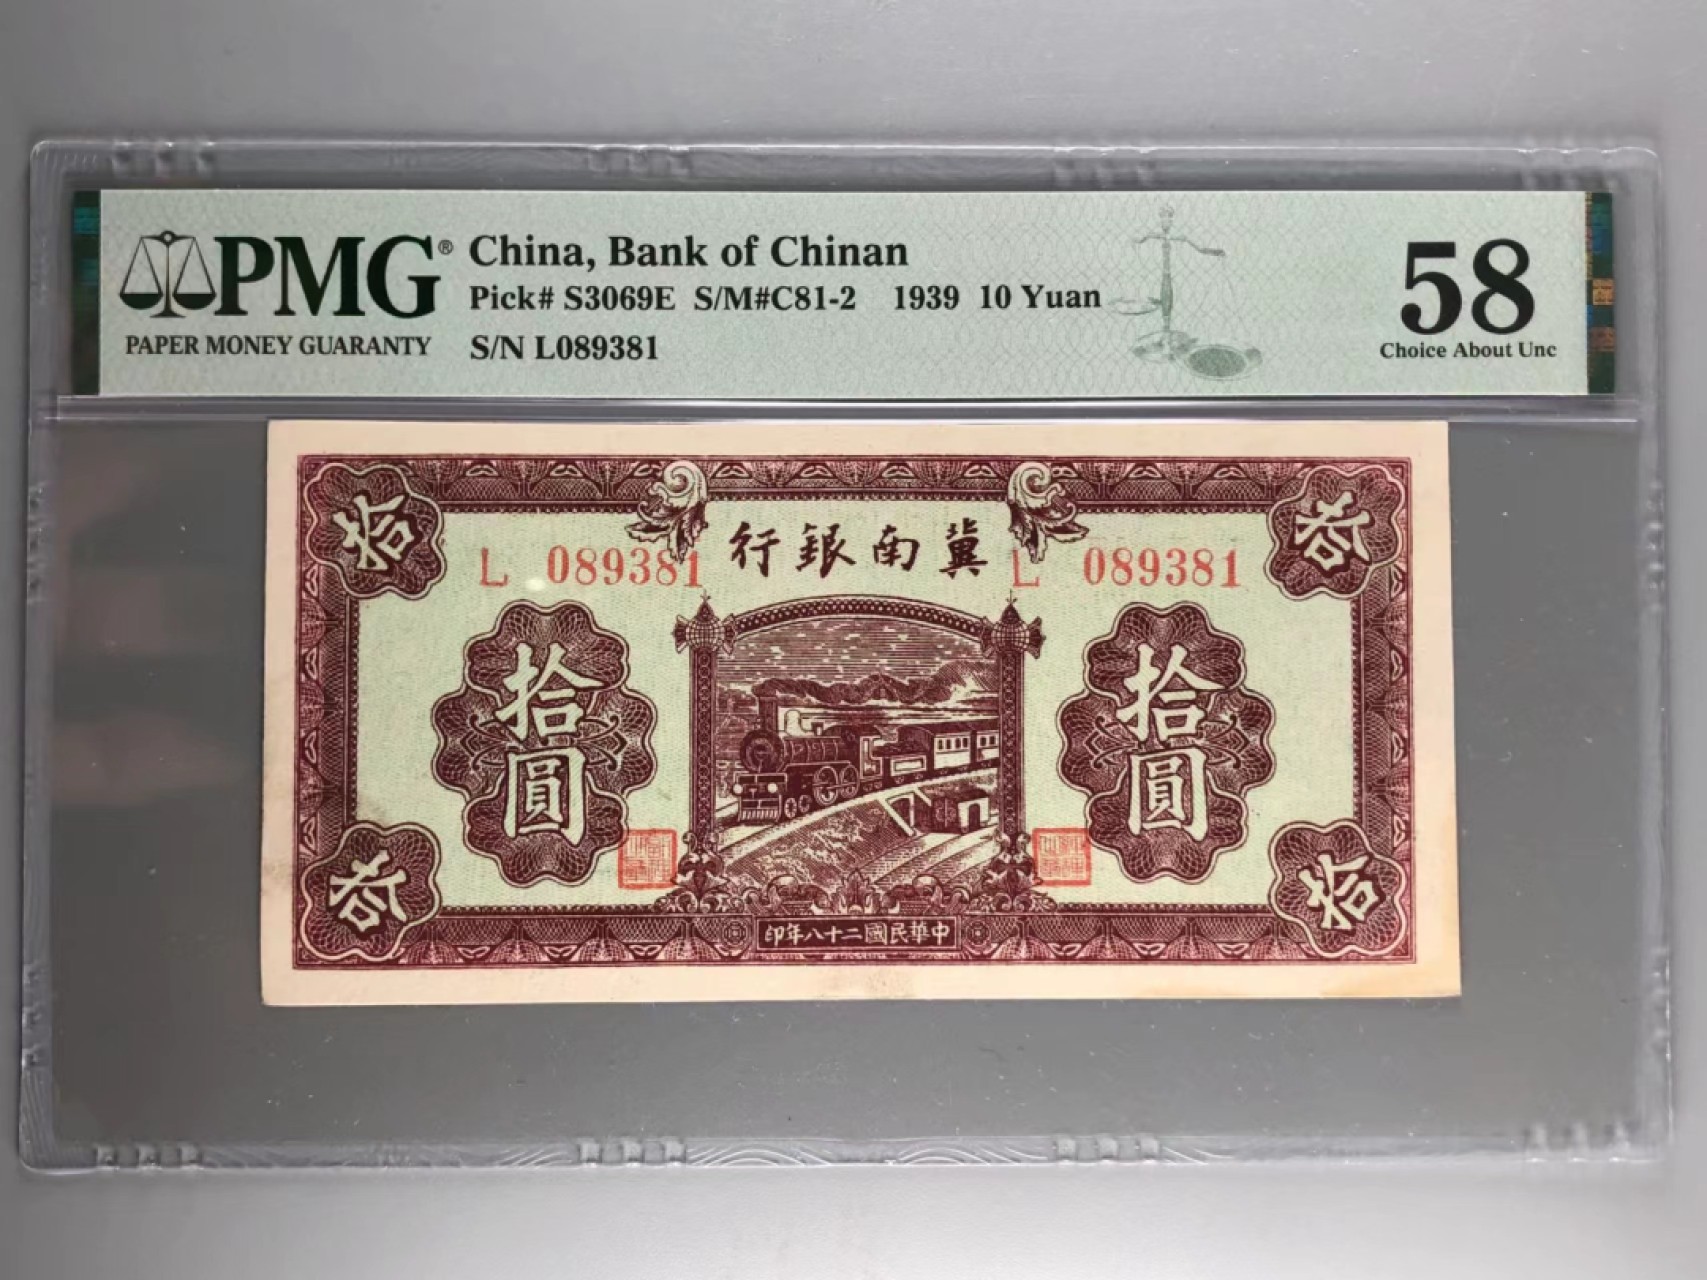 PMG®
PAPER MONEY GUARANTY
China, Bank of Chinan
Pick# S3069E S/M#C81-2 1939 10 Yuan
S/N L089381
58
Choice About Unc
拾
拾
行銀南冀
L 089381
L 089381
拾圓
拾圓
拾
拾
印年八十二國民華中